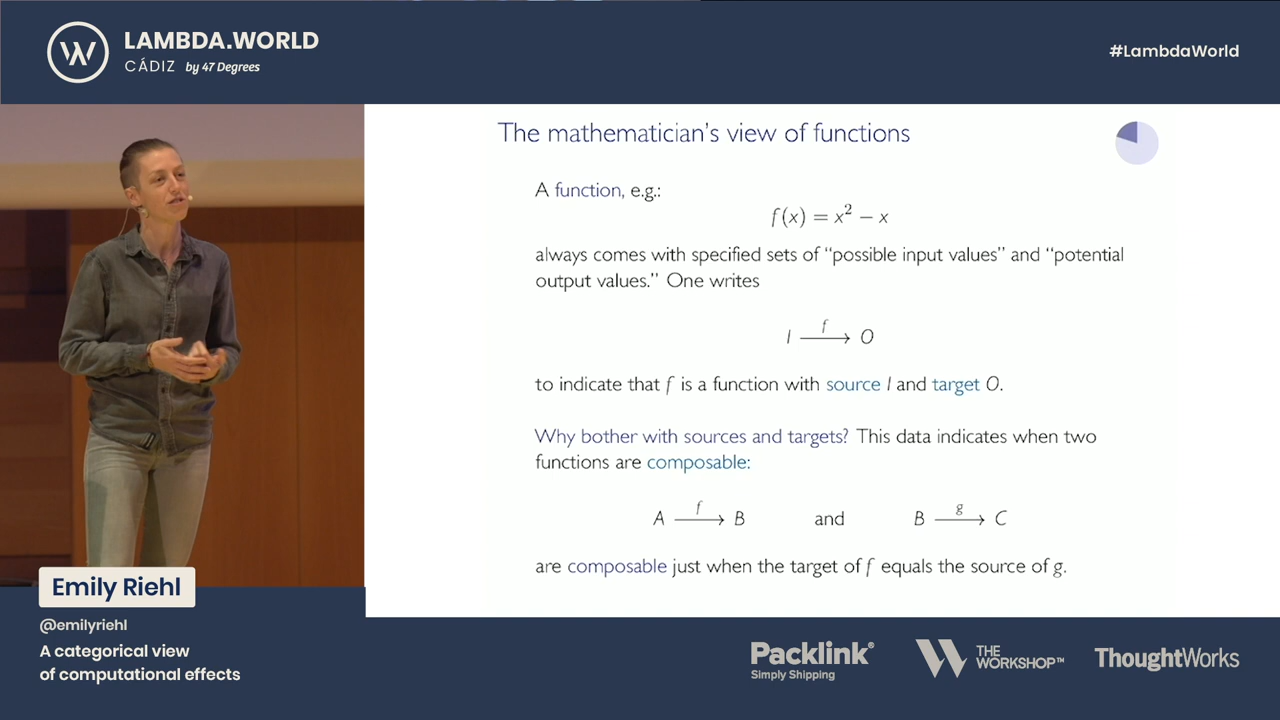 LAMBDA.WORLD
CÁDIZ by 47 Degrees
#LambdaWorld
The mathematician's view of functions
A function, e.g.:
f(x) = x² − x
always comes with specified sets of “possible input values” and “potential
output values.” One writes
I —f→ O
to indicate that f is a function with source I and target O.
Why bother with sources and targets? This data indicates when two
functions are composable:
A —f→ B and B —g→ C
are composable just when the target of f equals the source of g.
Emily Riehl
@emilyriehl
A categorical view
of computational effects
Packlink®
Simply Shipping
W THE
WORKSHOP™
ThoughtWorks